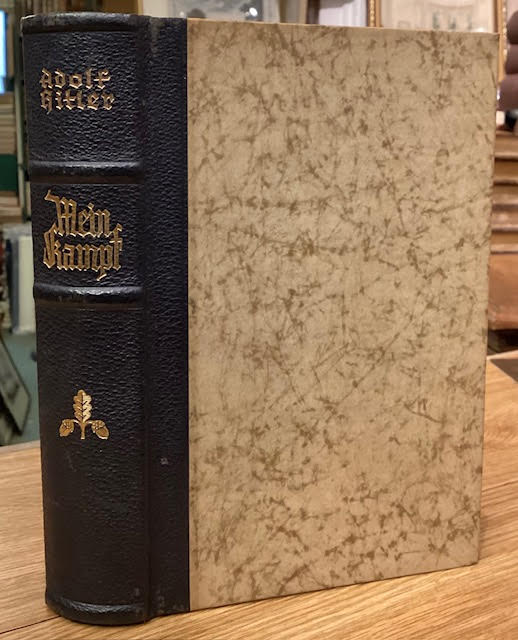 Adolf
Hitler
Mein
Kampf